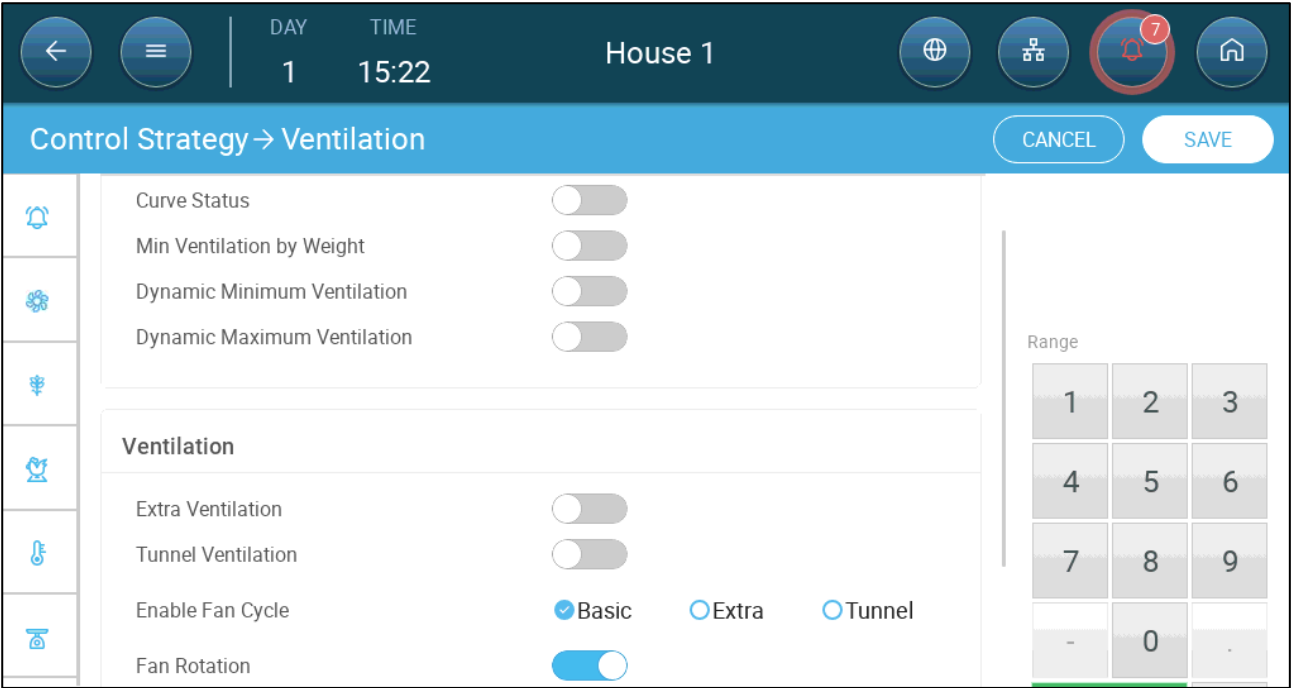 DAY TIME
1 15:22
House 1
7
Control Strategy → Ventilation
CANCEL
SAVE
Curve Status
Min Ventilation by Weight
Dynamic Minimum Ventilation
Dynamic Maximum Ventilation
Ventilation
Extra Ventilation
Tunnel Ventilation
Enable Fan Cycle Basic Extra Tunnel
Fan Rotation
Range
1 2 3
4 5 6
7 8 9
- 0 .